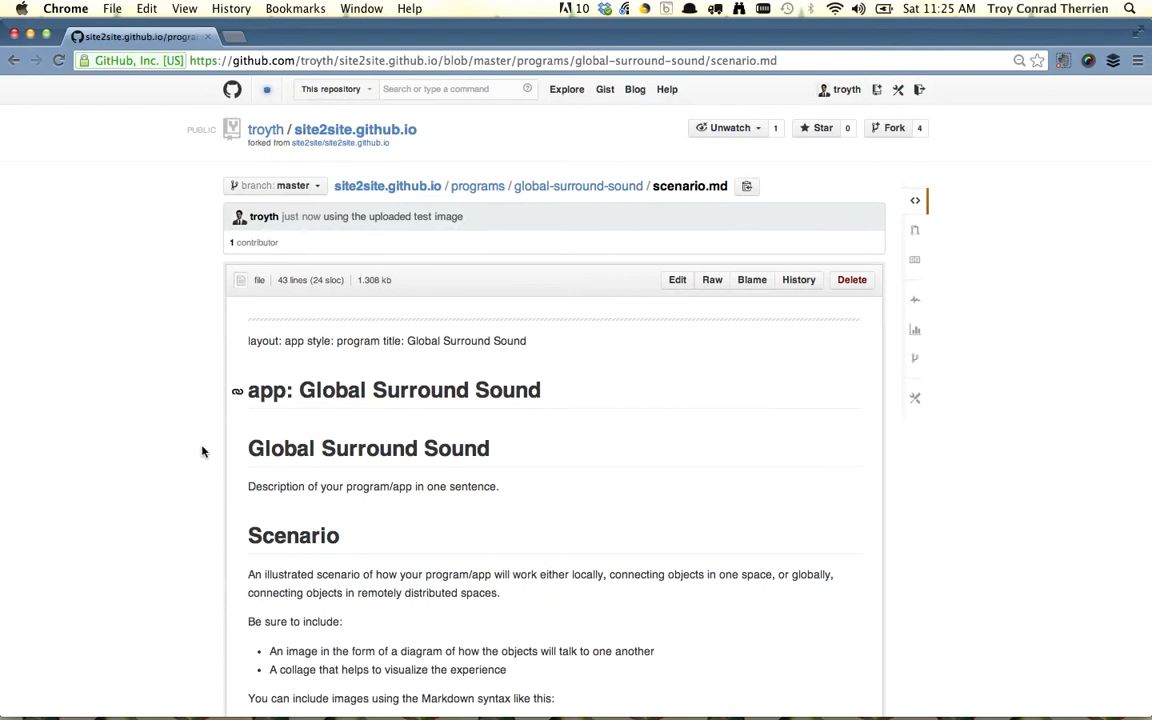 Chrome File Edit View History Bookmarks Window Help 10 Sat 11:25 AM Troy Conrad Therrien
site2site.github.io/progra
GitHub, Inc. [US] https://github.com/troyth/site2site.github.io/blob/master/programs/global-surround-sound/scenario.md
This repository Search or type a command Explore Gist Blog Help troyth
PUBLIC troyth / site2site.github.io Unwatch 1 Star 0 Fork 4
forked from site2site/site2site.github.io
branch: master site2site.github.io / programs / global-surround-sound / scenario.md
troyth just now using the uploaded test image
1 contributor
file 43 lines (24 sloc) 1.308 kb Edit Raw Blame History Delete
layout: app style: program title: Global Surround Sound
app: Global Surround Sound
Global Surround Sound
Description of your program/app in one sentence.
Scenario
An illustrated scenario of how your program/app will work either locally, connecting objects in one space, or globally,
connecting objects in remotely distributed spaces.
Be sure to include:
• An image in the form of a diagram of how the objects will talk to one another
• A collage that helps to visualize the experience
You can include images using the Markdown syntax like this: